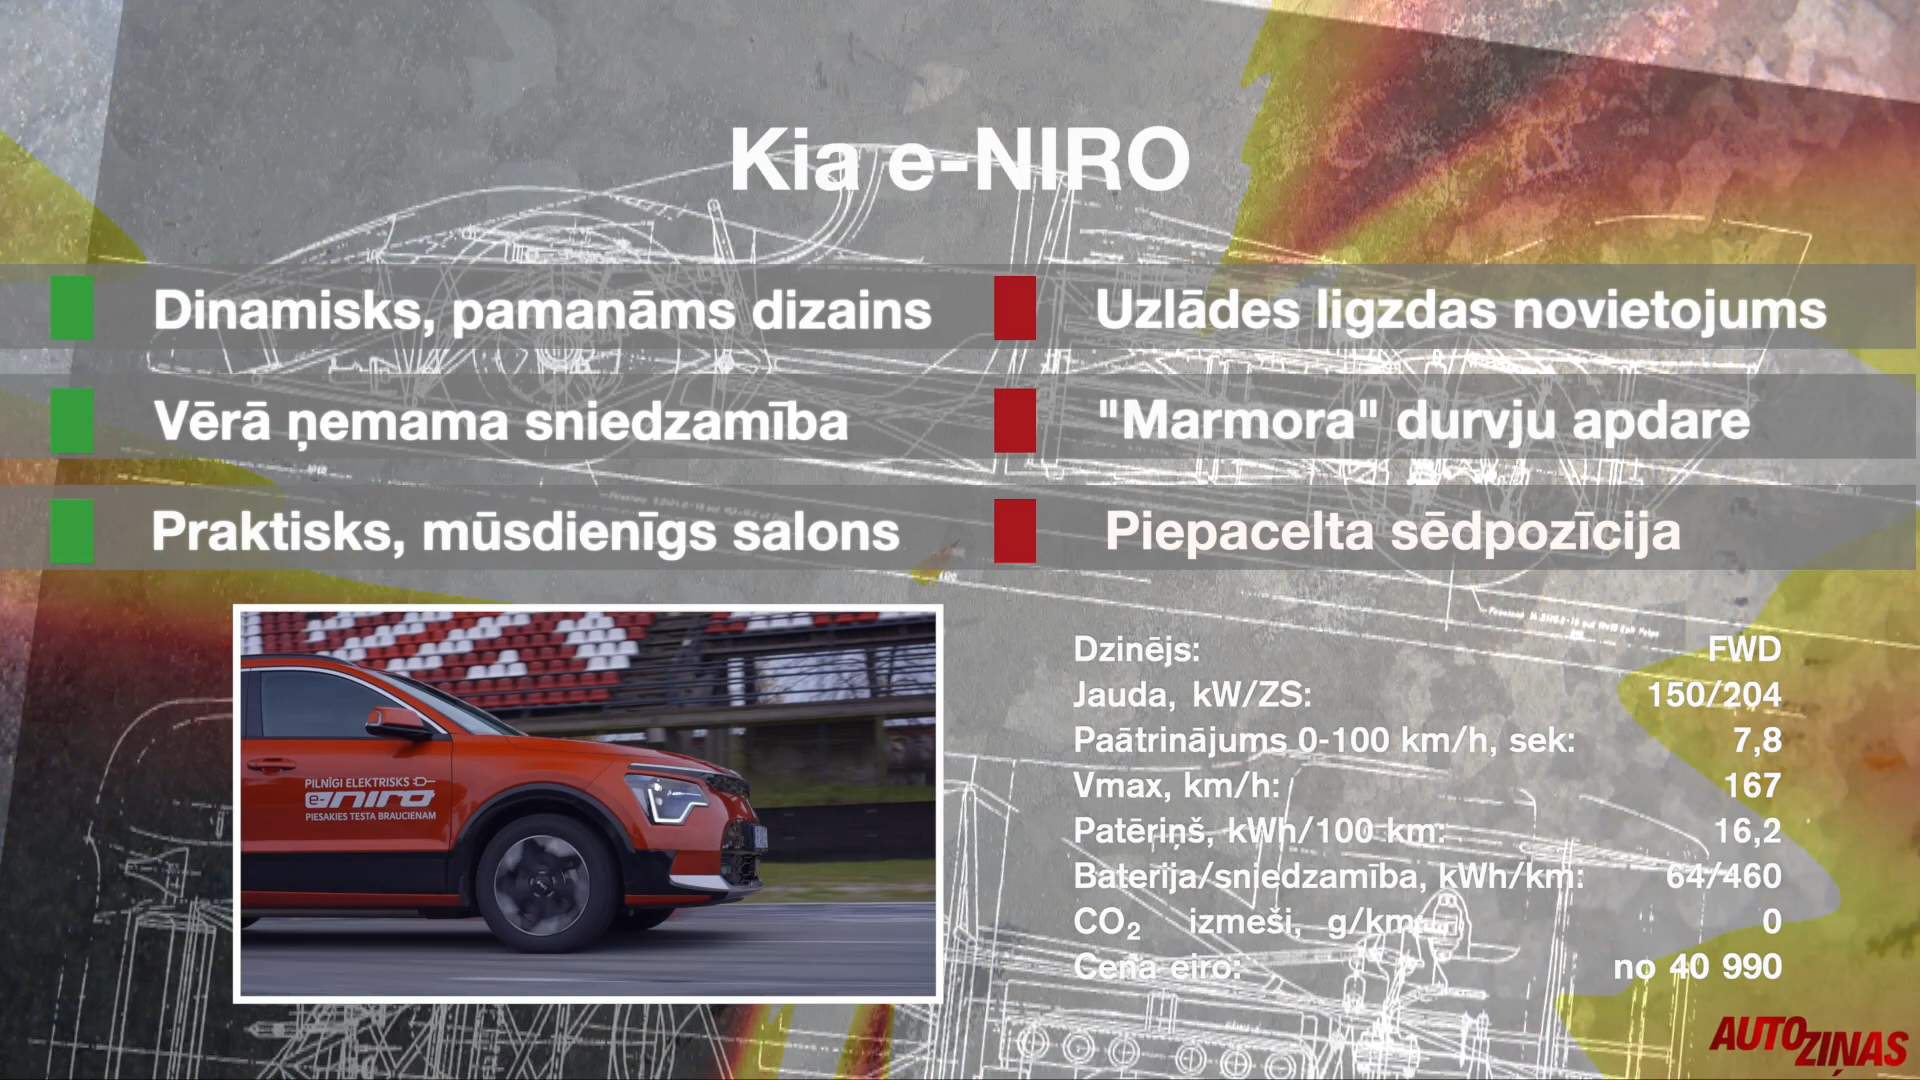 Kia e-NIRO
Dinamisks, pamanāms dizains
Uzlādes ligzdas novietojums
Vērā ņemama sniedzamība
"Marmora" durvju apdare
Praktisks, mūsdienīgs salons
Piepacelta sēdpozīcija
PILNĪGI ELEKTRISKS
e-niro
PIESAKIES TESTA BRAUCIENAM
Dzinējs: FWD
Jauda, kW/ZS: 150/204
Paātrinājums 0-100 km/h, sek: 7,8
Vmax, km/h: 167
Patēriņš, kWh/100 km: 16,2
Baterija/sniedzamība, kWh/km: 64/460
CO₂ izmeši, g/km: 0
Cena eiro: no 40 990
AUTOZIŅAS